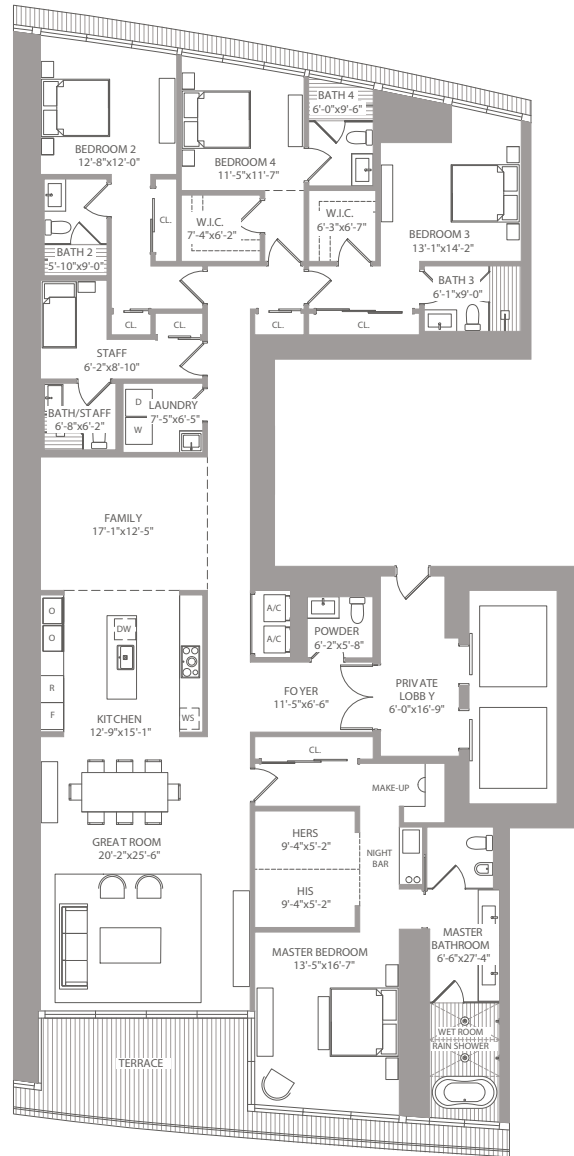 BATH 4
6'-0"x9'-6"
BEDROOM 2
12'-8"x12'-0"
BEDROOM 4
11'-5"x11'-7"
CL.
W.I.C.
7'-4"x6'-2"
W.I.C.
6'-3"x6'-7"
BEDROOM 3
13'-1"x14'-2"
BATH 2
5'-10"x9'-0"
BATH 3
6'-1"x9'-0"
CL.
CL.
CL.
CL.
STAFF
6'-2"x8'-10"
BATH/STAFF
6'-8"x6'-2"
D
W
LAUNDRY
7'-5"x6'-5"
FAMILY
17'-1"x12'-5"
O
O
R
F
DW
WS
KITCHEN
12'-9"x15'-1"
A/C
A/C
POWDER
6'-2"x5'-8"
FOYER
11'-5"x6'-6"
PRIVATE
LOBBY
6'-0"x16'-9"
CL.
MAKE-UP
GREAT ROOM
20'-2"x25'-6"
HERS
9'-4"x5'-2"
NIGHT
BAR
HIS
9'-4"x5'-2"
MASTER BEDROOM
13'-5"x16'-7"
MASTER
BATHROOM
6'-6"x27'-4"
WET ROOM
RAIN SHOWER
TERRACE